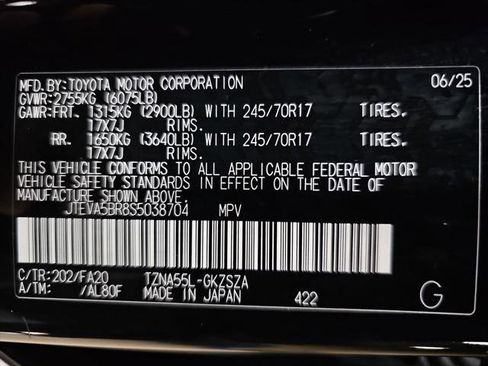 MFD.BY:TOYOTA MOTOR CORPORATION 06/25
GVWR:2755KG (6075LB)
GAWR:FRT. 1315KG (2900LB) WITH 245/70R17 TIRES.
17X7J RIMS.
RR. 1650KG (3640LB) WITH 245/70R17 TIRES.
17X7J RIMS.
THIS VEHICLE CONFORMS TO ALL APPLICABLE FEDERAL MOTOR
VEHICLE SAFETY STANDARDS IN EFFECT ON THE DATE OF
MANUFACTURE SHOWN ABOVE.
JTEVA5BR8S5038704 MPV
C/TR:202/FA20 TZNA55L-GKZSZA
A/TM: /AL80F MADE IN JAPAN 422 G